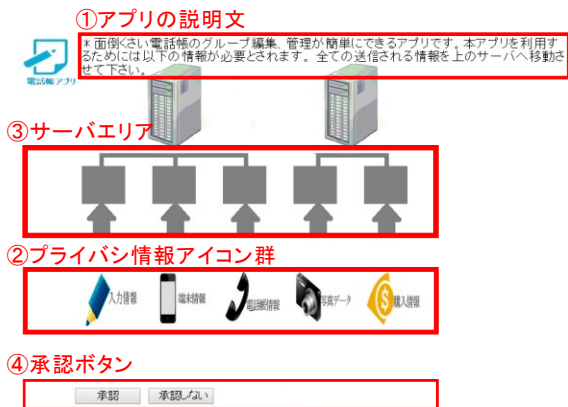 ①アプリの説明文
*面倒くさい電話帳のグループ編集、管理が簡単にできるアプリです。本アプリを利用す
るためには以下の情報が必要とされます。全ての送信される情報を上のサーバへ移動さ
せて下さい。
電話帳アプリ
③サーバエリア
②プライバシ情報アイコン群
入力情報 端末情報 電話帳情報 写真データ 購入情報
④承認ボタン
承認 承認しない